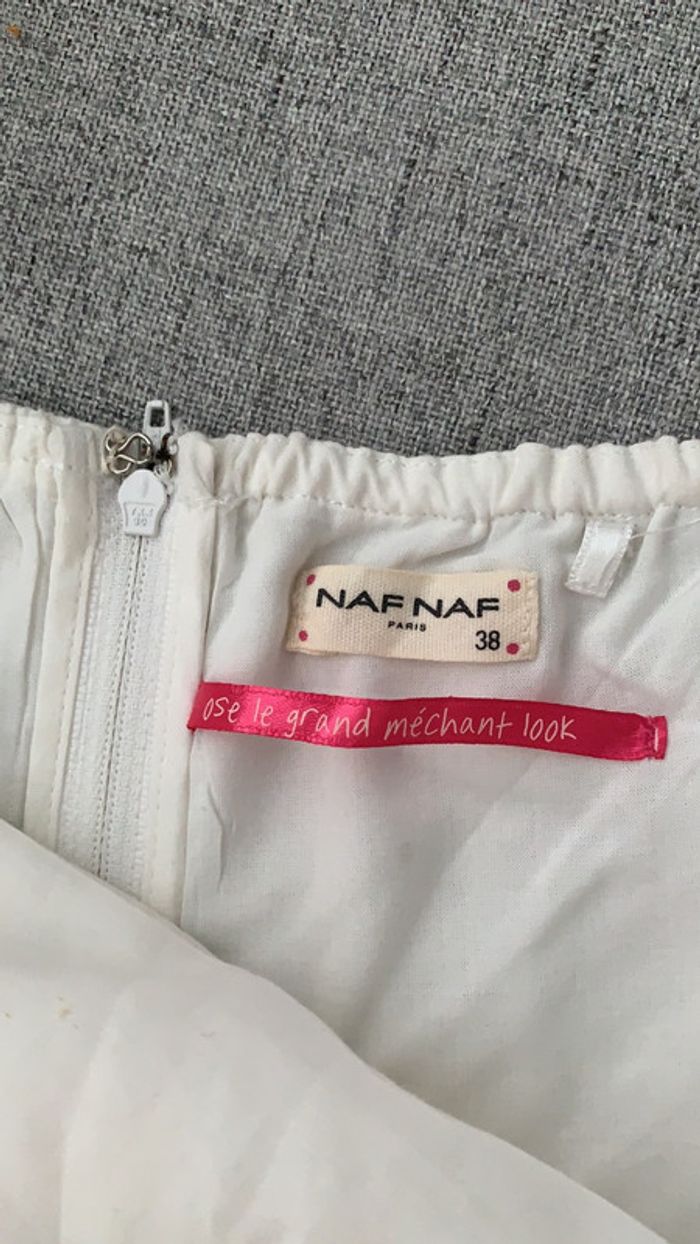 NAF NAF
PARIS
38
ose le grand méchant look